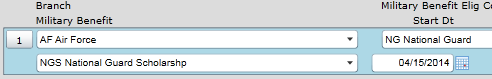 Branch Military Benefit Elig C
Military Benefit Start Dt
1 AF Air Force NG National Guard
NGS National Guard Scholarshp 04/15/2014